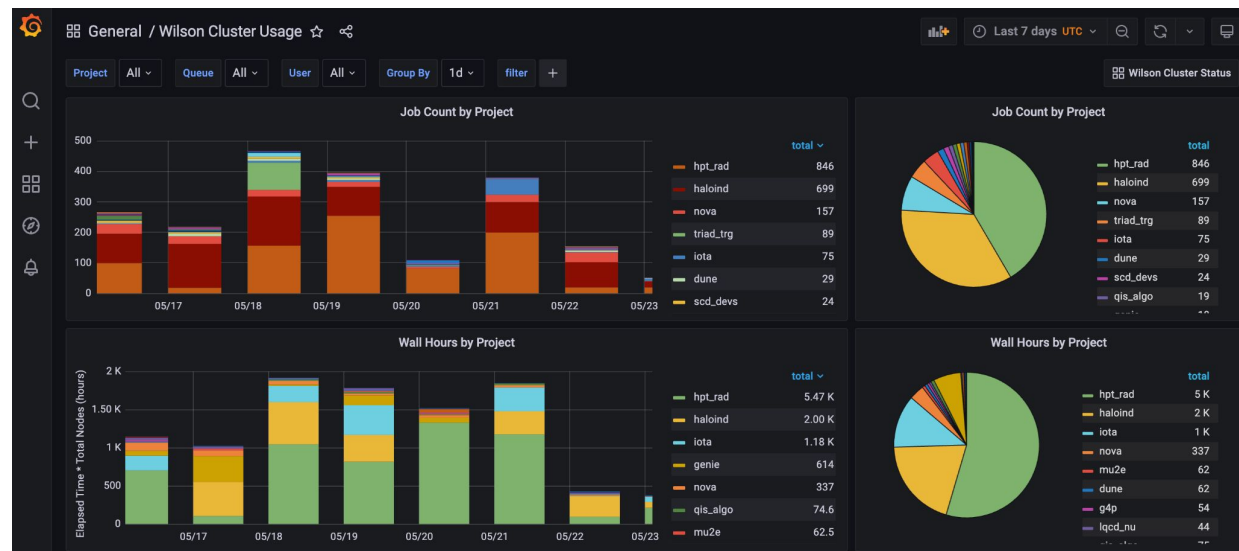 General / Wilson Cluster Usage
Last 7 days UTC
Project All Queue All User All Group By 1d filter +
Wilson Cluster Status
Job Count by Project
500
400
300
200
100
0
05/17 05/18 05/19 05/20 05/21 05/22 05/23
total
hpt_rad 846
haloind 699
nova 157
triad_trg 89
iota 75
dune 29
scd_devs 24
Job Count by Project
total
hpt_rad 846
haloind 699
nova 157
triad_trg 89
iota 75
dune 29
scd_devs 24
qis_algo 19
Wall Hours by Project
Elapsed Time * Total Nodes (hours)
2 K
1.50 K
1 K
500
0
05/17 05/18 05/19 05/20 05/21 05/22 05/23
total
hpt_rad 5.47 K
haloind 2.00 K
iota 1.18 K
genie 614
nova 337
qis_algo 74.6
mu2e 62.5
Wall Hours by Project
total
hpt_rad 5 K
haloind 2 K
iota 1 K
nova 337
mu2e 62
dune 62
g4p 54
lqcd_nu 44